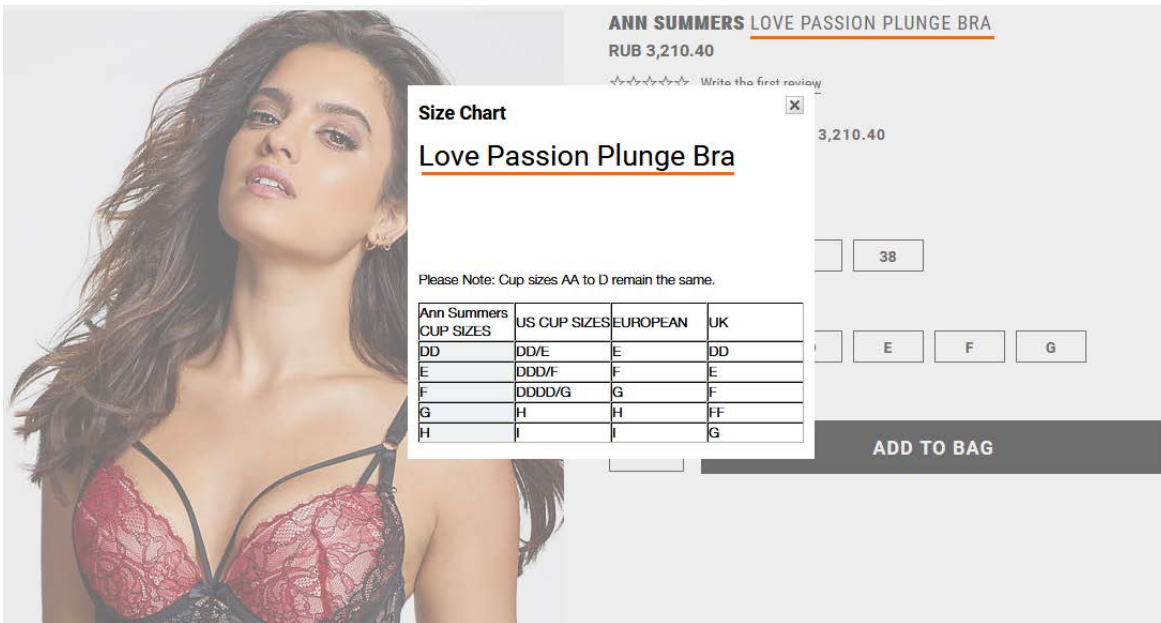 ANN SUMMERS LOVE PASSION PLUNGE BRA
RUB 3,210.40
Write the first review
3,210.40
Size Chart
Love Passion Plunge Bra
38
Please Note: Cup sizes AA to D remain the same.
Ann Summers CUP SIZES US CUP SIZES EUROPEAN UK
DD DD/E E DD
E DDD/F F E
F DDDD/G G F
G H H FF
H I I G
E F G
ADD TO BAG